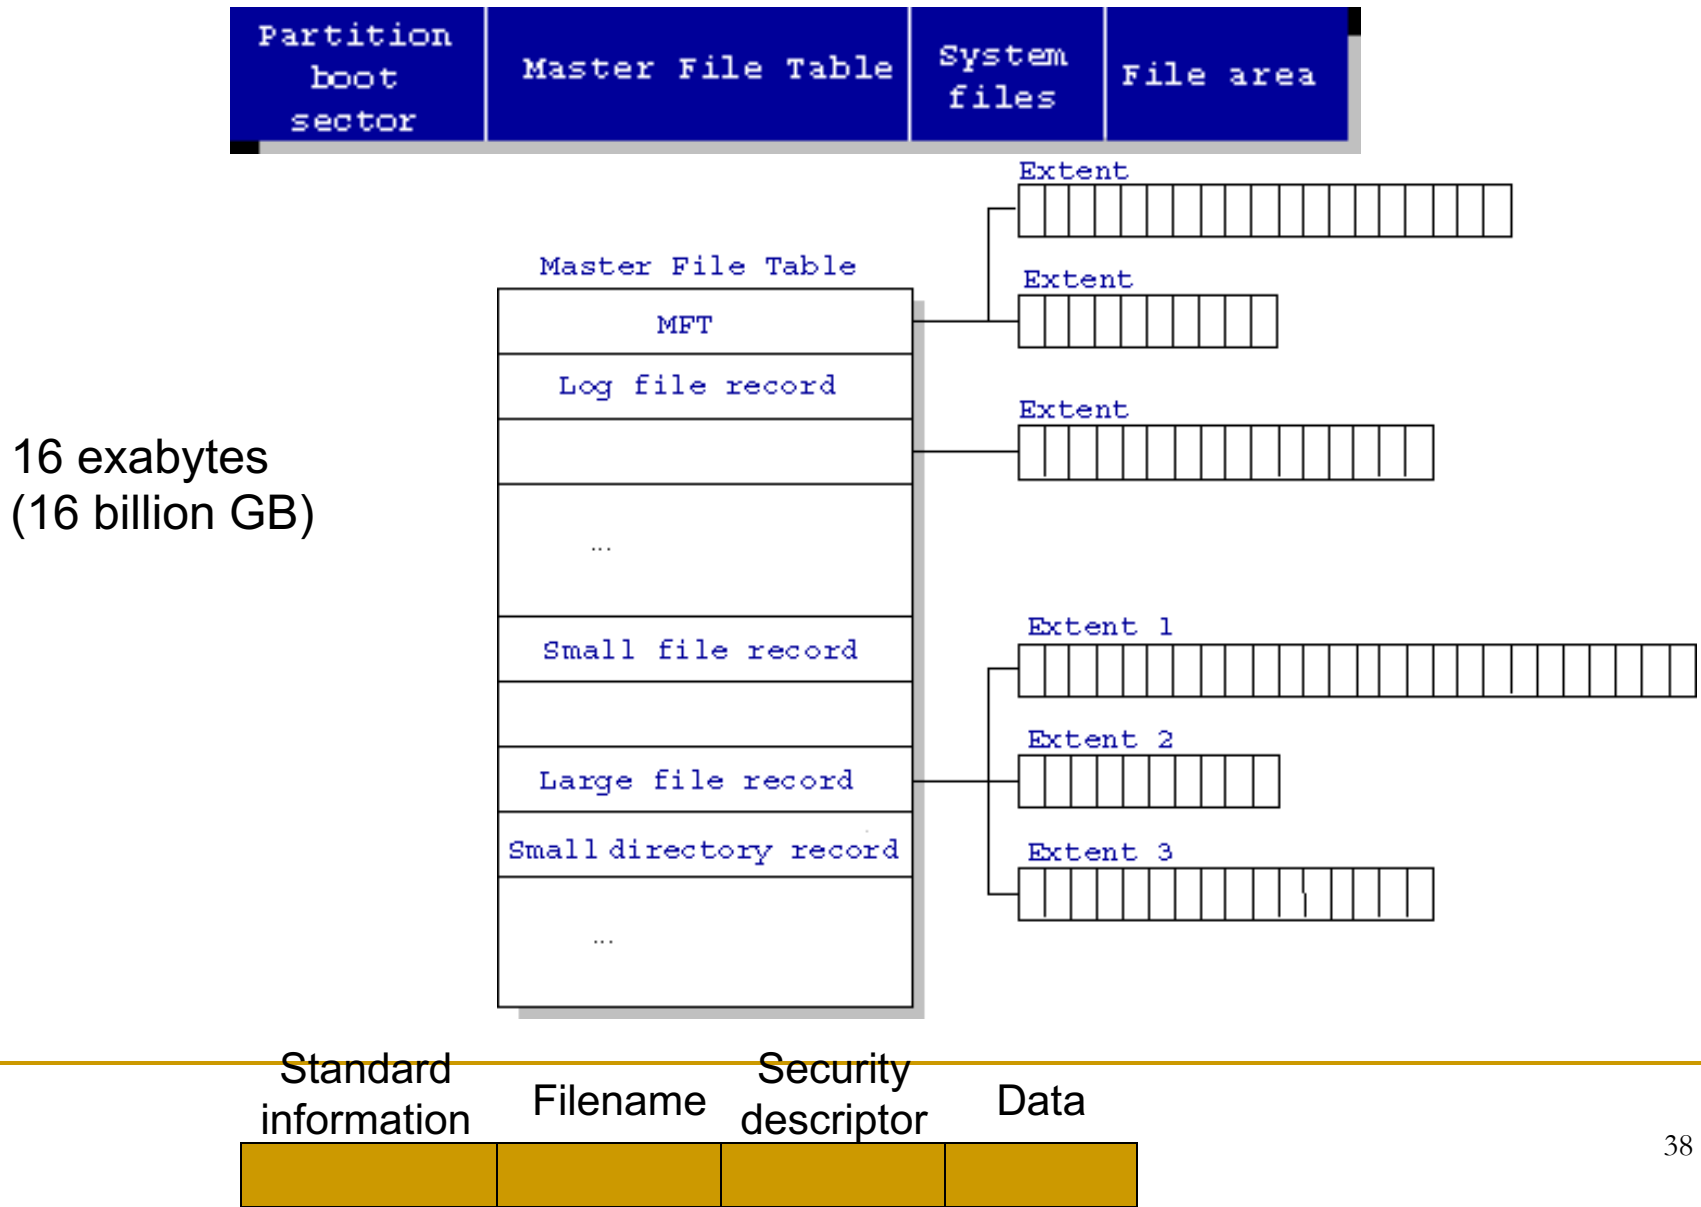 Partition
boot
sector
Master File Table
System
files
File area
Extent
Master File Table
Extent
MFT
Log file record
Extent
16 exabytes
(16 billion GB)
...
Extent 1
Small file record
Extent 2
Large file record
Small directory record
Extent 3
...
Standard
information
Filename
Security
descriptor
Data
38